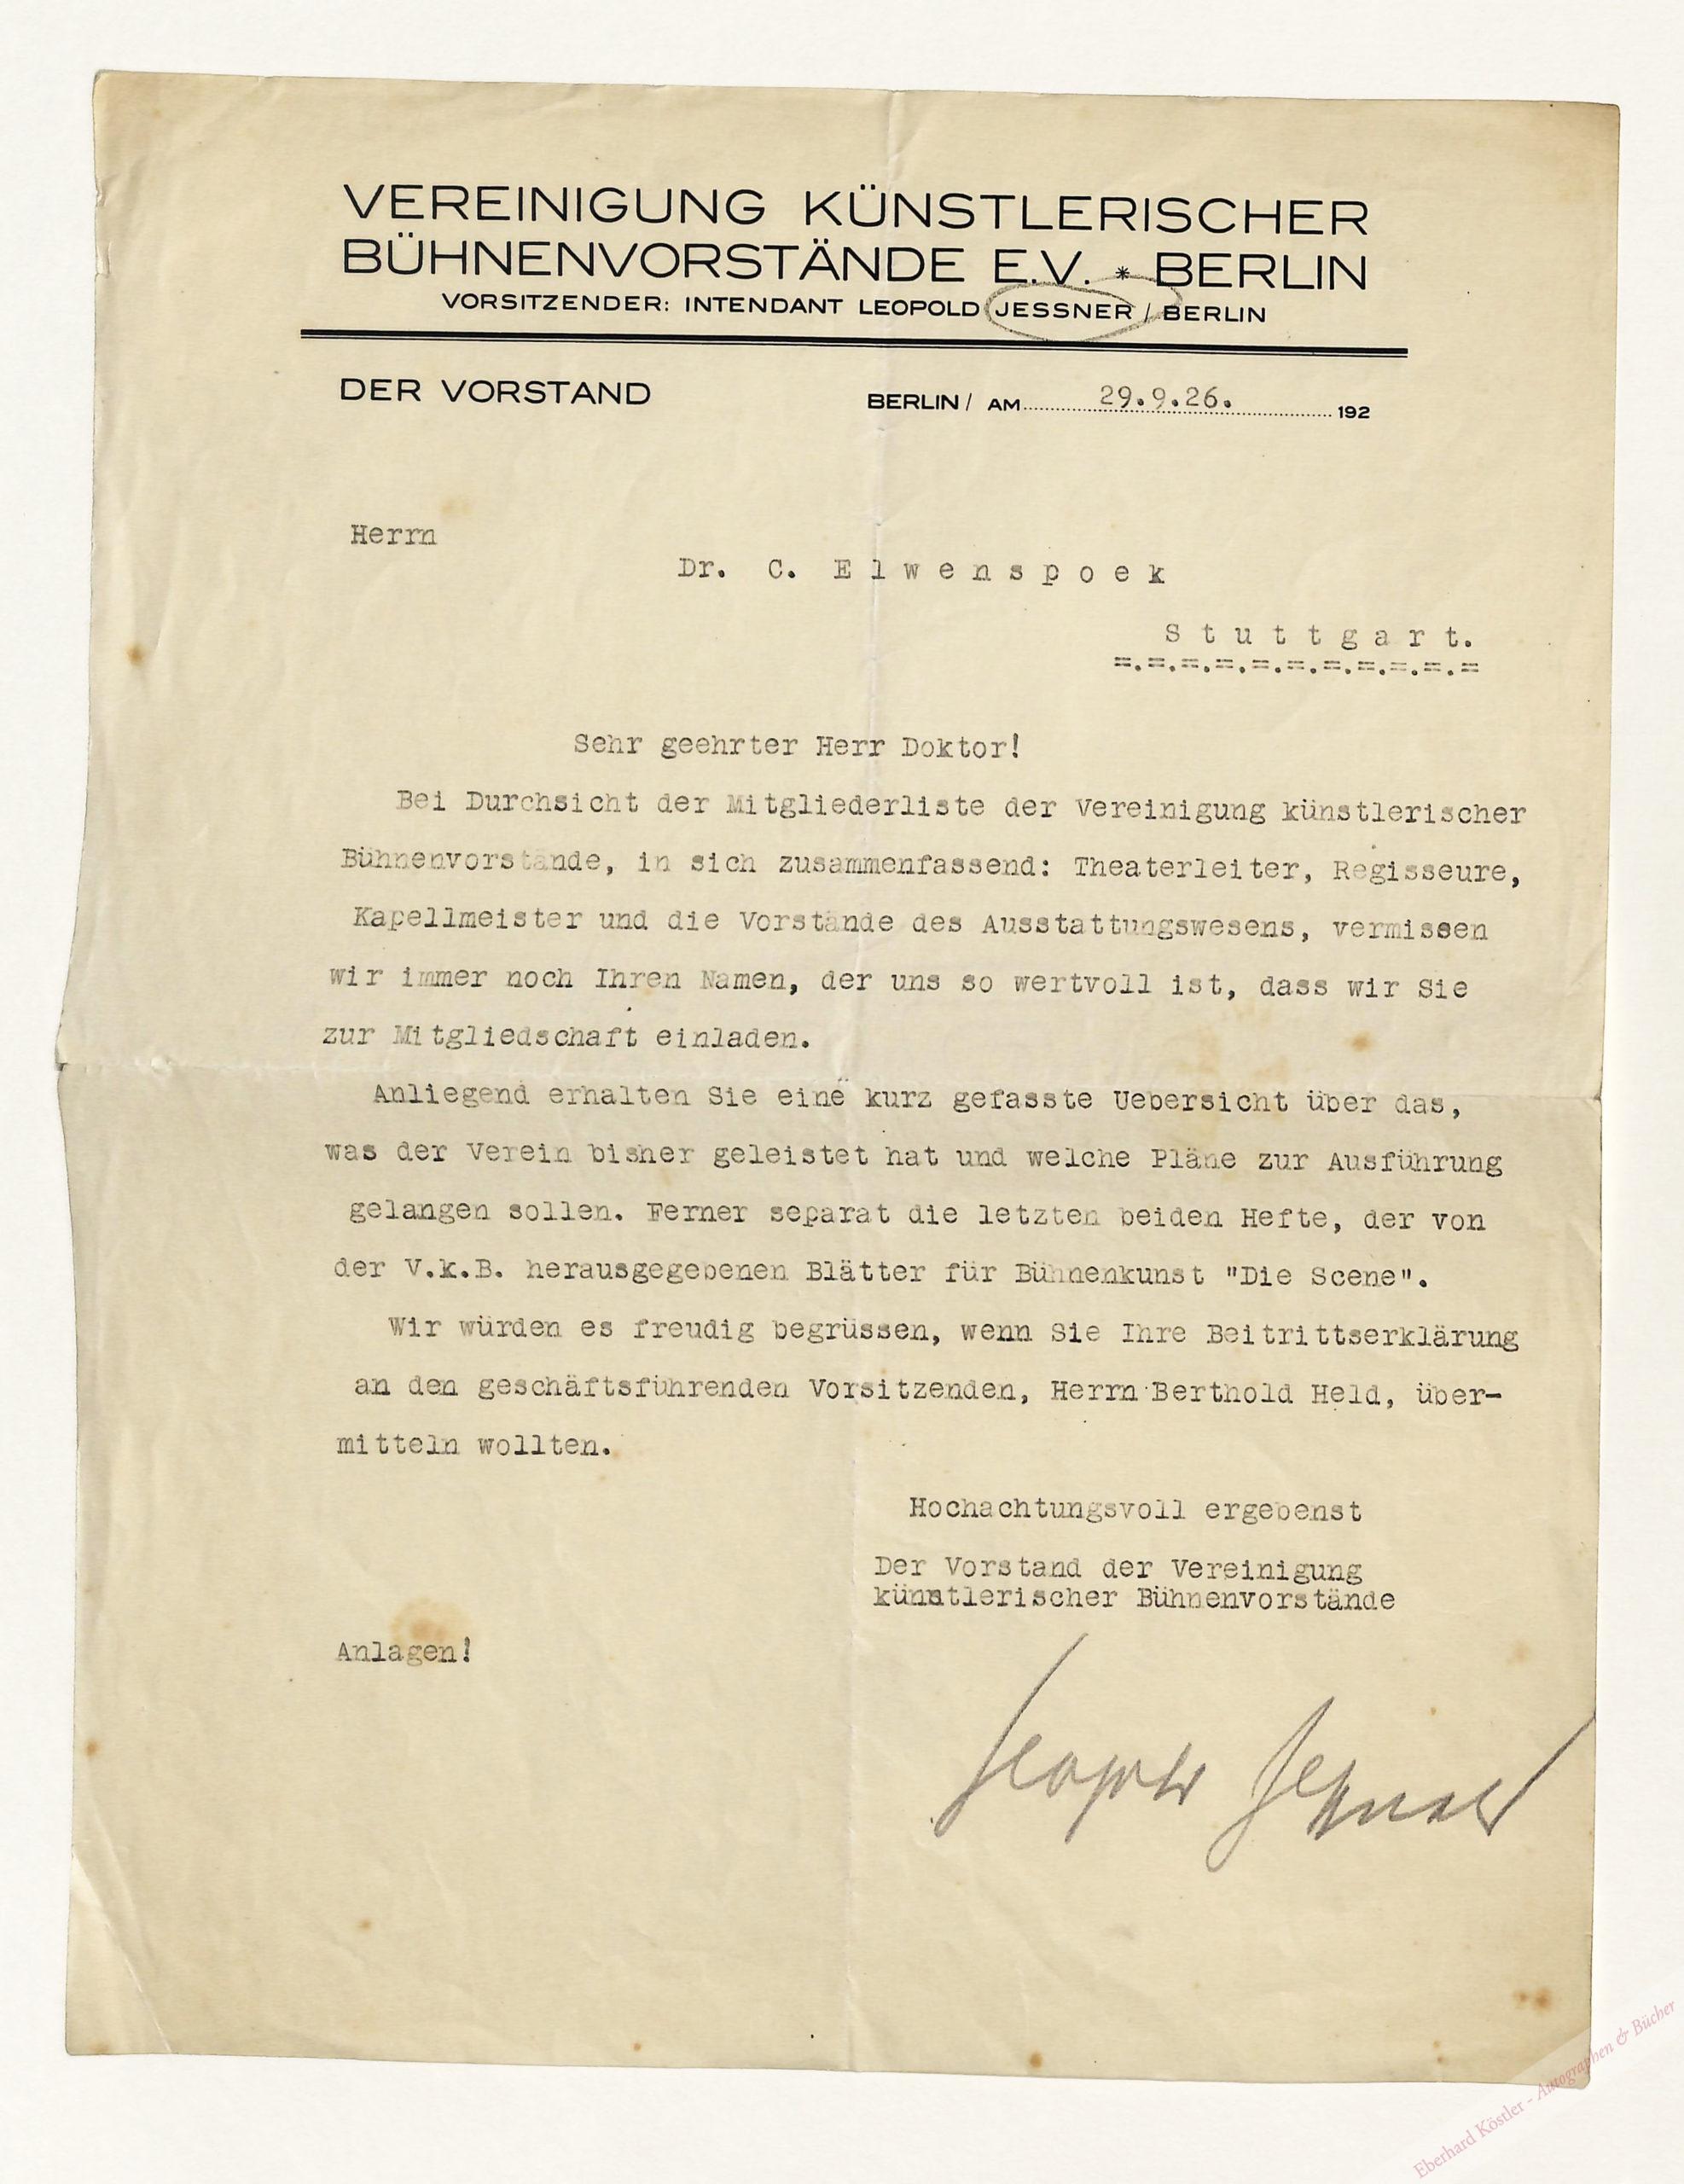 VEREINIGUNG KÜNSTLERISCHER
BÜHNENVORSTÄNDE E.V. * BERLIN
VORSITZENDER: INTENDANT LEOPOLD JESSNER / BERLIN
DER VORSTAND
BERLIN / AM 29.9.26. 192
Herrn
Dr. C. Elwenspoek
Stuttgart.
=.=.=.=.=.=.=.=.=.=.=
Sehr geehrter Herr Doktor!
Bei Durchsicht der Mitgliederliste der Vereinigung künstlerischer
Bühnenvorstände, in sich zusammenfassend: Theaterleiter, Regisseure,
Kapellmeister und die Vorstände des Ausstattungswesens, vermissen
wir immer noch Ihren Namen, der uns so wertvoll ist, dass wir Sie
zur Mitgliedschaft einladen.
Anliegend erhalten Sie eine kurz gefasste Uebersicht über das,
was der Verein bisher geleistet hat und welche Pläne zur Ausführung
gelangen sollen. Ferner separat die letzten beiden Hefte, der von
der V.k.B. herausgegebenen Blätter für Bühnenkunst "Die Scene".
Wir würden es freudig begrüssen, wenn Sie Ihre Beitrittserklärung
an den geschäftsführenden Vorsitzenden, Herrn Berthold Held, über-
mitteln wollten.
Hochachtungsvoll ergebenst
Der Vorstand der Vereinigung
künstlerischer Bühnenvorstände
Anlagen!
Leopold Jessner
Eberhard Köstler - Autographen & Bücher